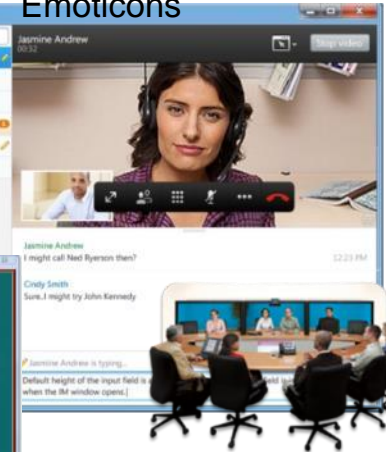 Emoticons
Jasmine Andrew
00:32
Stop video
Jasmine Andrew
I might call Ned Ryerson then?
12:23 PM
Cindy Smith
Sure..I might try John Kennedy
Jasmine Andrew is typing...
Default height of the input field is
when the IM window opens.